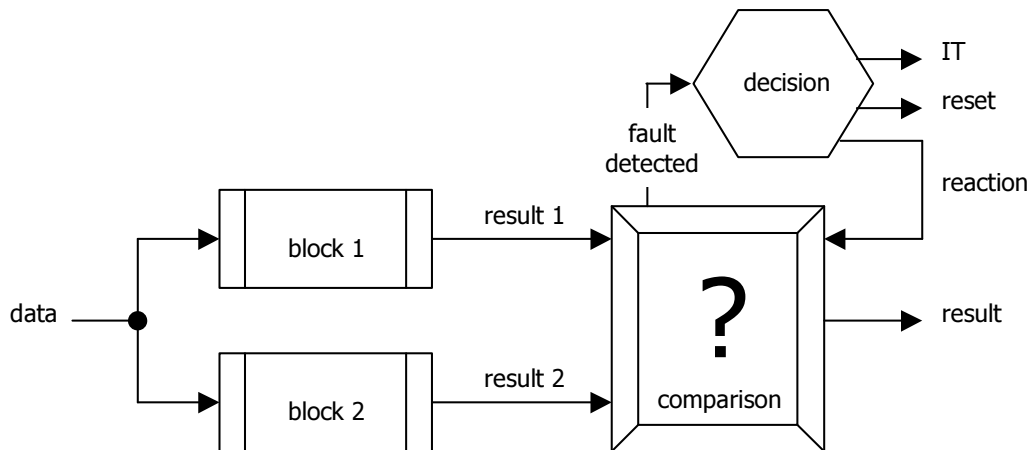 IT
decision
reset
fault
detected
reaction
result 1
block 1
?
data
result
result 2
comparison
block 2